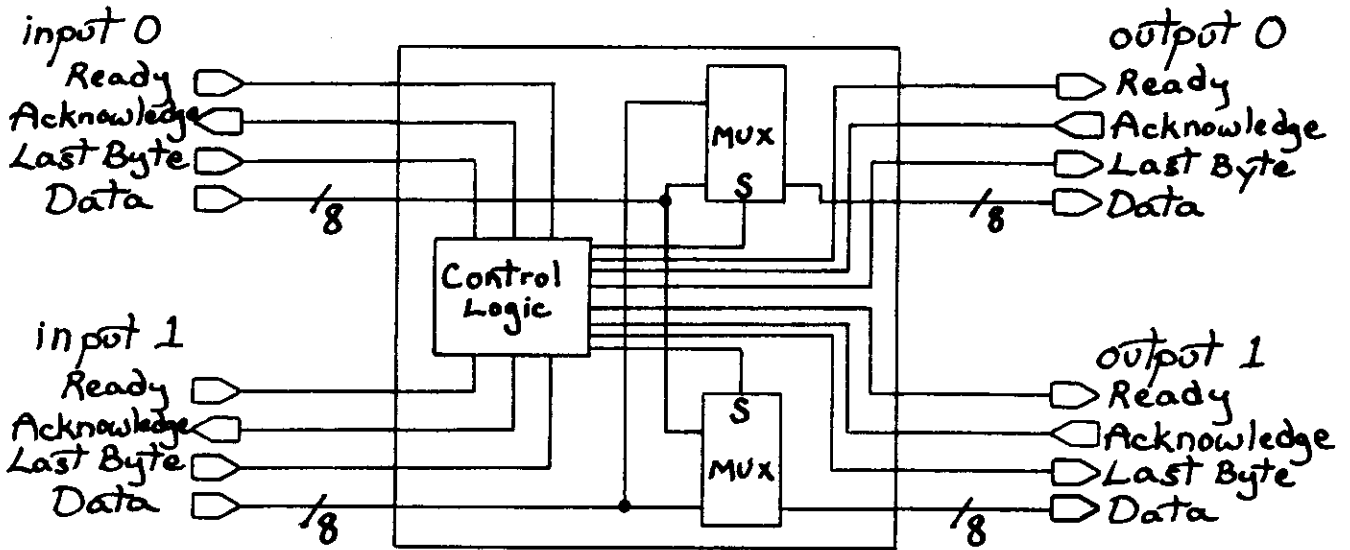 input 0
Ready
Acknowledge
Last Byte
Data
/8
input 1
Ready
Acknowledge
Last Byte
Data
/8
Control
Logic
MUX
S
S
MUX
output 0
Ready
Acknowledge
Last Byte
Data
/8
output 1
Ready
Acknowledge
Last Byte
Data
/8